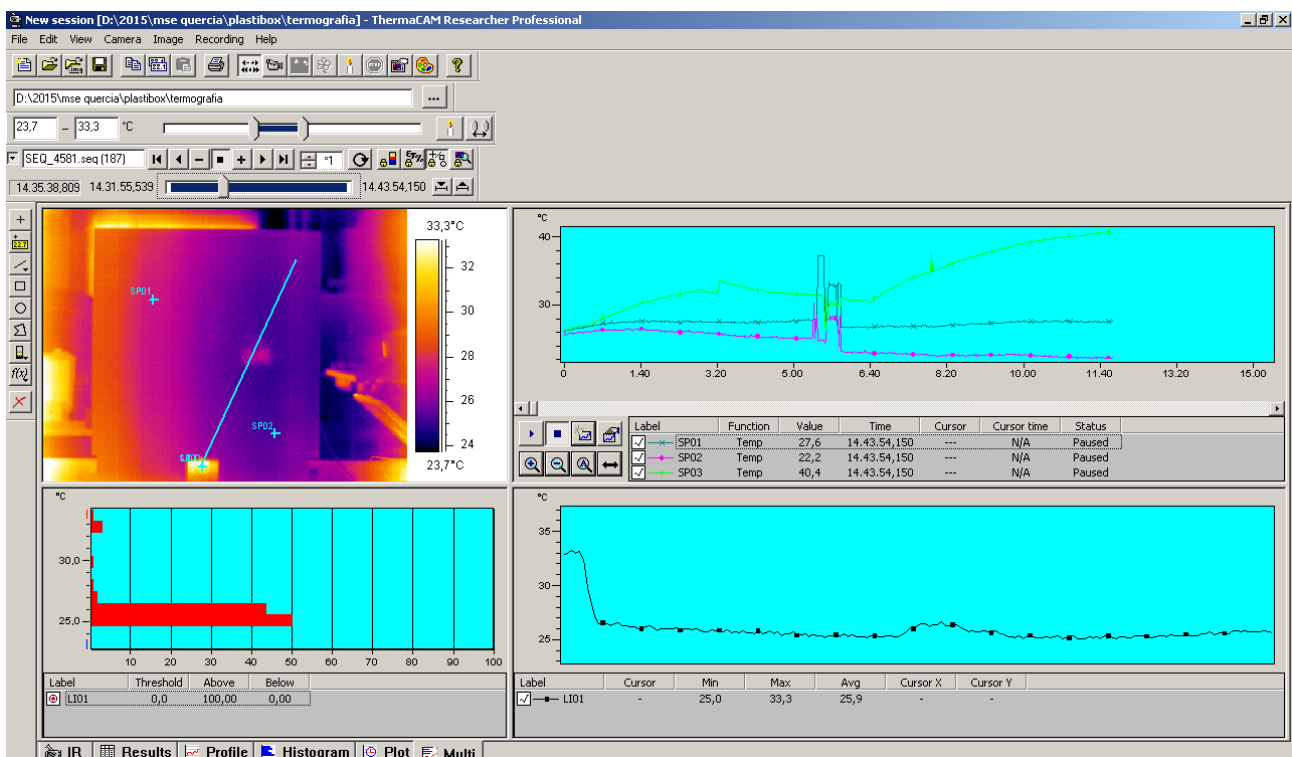 New session [D:\2015\mse quercia\plastibox\termografia] - ThermaCAM Researcher Professional
File Edit View Camera Image Recording Help
D:\2015\mse quercia\plastibox\termografia ...
23,7 – 33,3 °C
SEQ_4581.seq (187) *1
14.35.38,809 14.31.55,539 14.43.54,150
33,3°C
32
30
28
26
24
23,7°C
SP01
SP02
°C
40
30
0 1.40 3.20 5.00 6.40 8.20 10.00 11.40 13.20 15.00
Label Function Value Time Cursor Cursor time Status
SP01 Temp 27,6 14.43.54,150 --- N/A Paused
SP02 Temp 22,2 14.43.54,150 --- N/A Paused
SP03 Temp 40,4 14.43.54,150 --- N/A Paused
°C
30,0
25,0
10 20 30 40 50 60 70 80 90 100
Label Threshold Above Below
LI01 0,0 100,00 0,00
°C
35
30
25
Label Cursor Min Max Avg Cursor X Cursor Y
LI01 - 25,0 33,3 25,9 - -
IR Results Profile Histogram Plot Multi